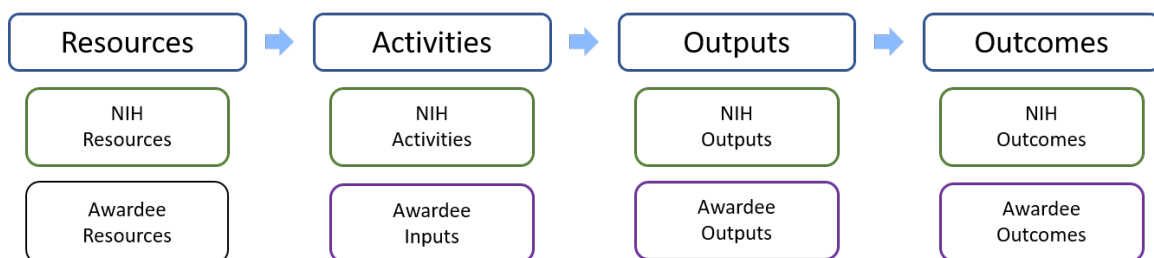 Resources
Activities
Outputs
Outcomes
NIH
Resources
NIH
Activities
NIH
Outputs
NIH
Outcomes
Awardee
Resources
Awardee
Inputs
Awardee
Outputs
Awardee
Outcomes